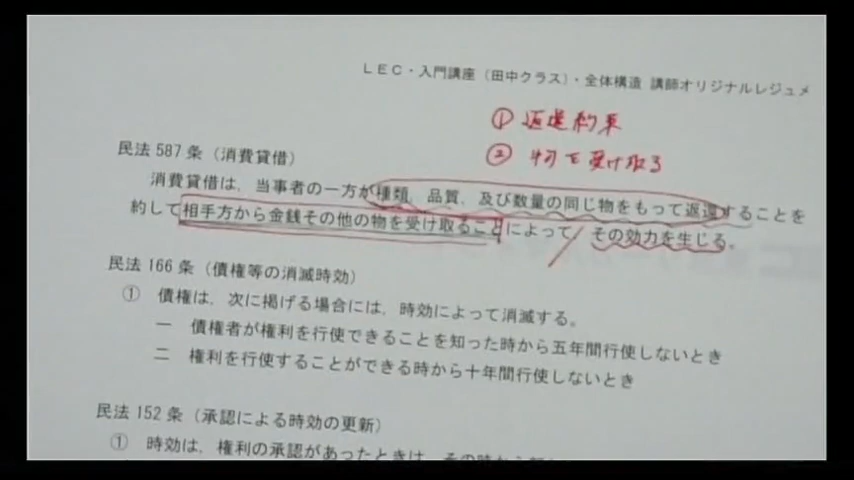 LEC・入門講座(田中クラス)・全体構造 講師オリジナルレジュメ
① 返還約束
② 物を受け取る
民法 587 条(消費貸借)
消費貸借は、当事者の一方が種類、品質、及び数量の同じ物をもって返還することを
約して相手方から金銭その他の物を受け取ることによって/その効力を生じる。
民法 166 条(債権等の消滅時効)
① 債権は、次に掲げる場合には、時効によって消滅する。
一 債権者が権利を行使できることを知った時から五年間行使しないとき
二 権利を行使することができる時から十年間行使しないとき
民法 152 条(承認による時効の更新)
① 時効は、権利の承認があったときは、その時から